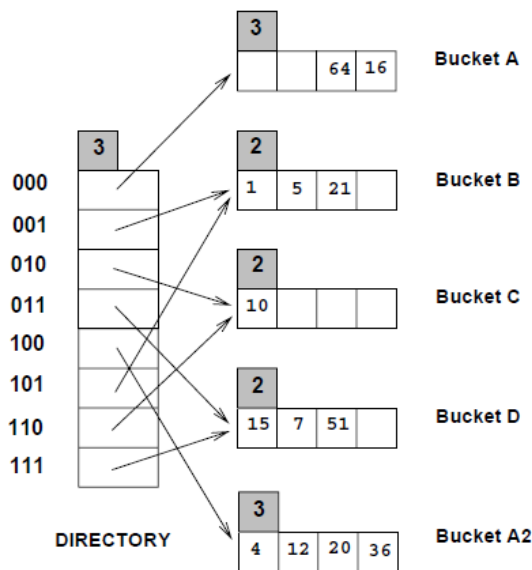 3
64 16 Bucket A
3
2
000
1 5 21 Bucket B
001
2
010
10 Bucket C
011
100
2
101
15 7 51 Bucket D
110
111
3
DIRECTORY
4 12 20 36 Bucket A2